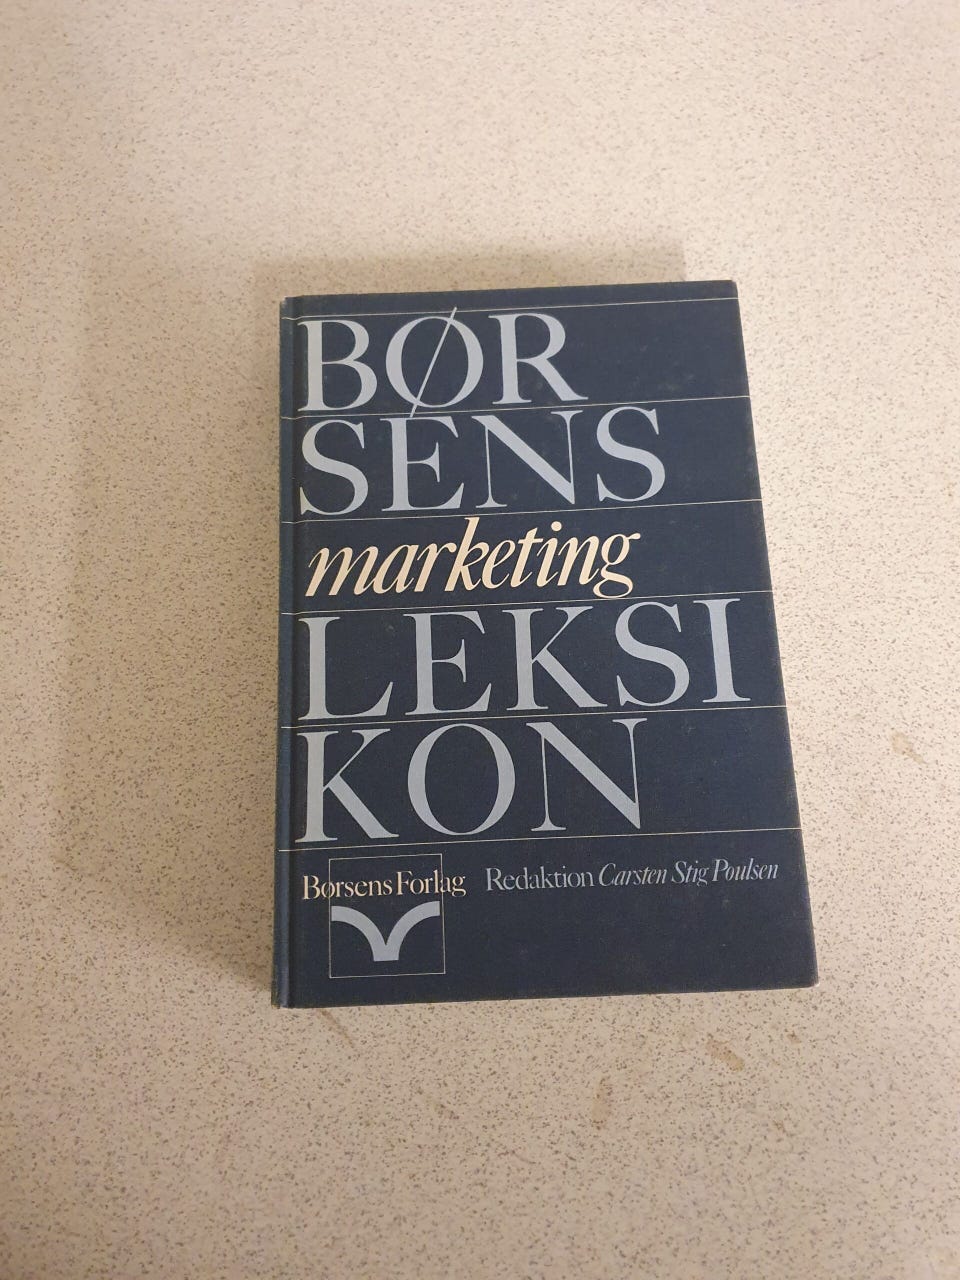 BØR
SENS
marketing
LEKSI
KON
Børsens Forlag
Redaktion Carsten Stig Poulsen